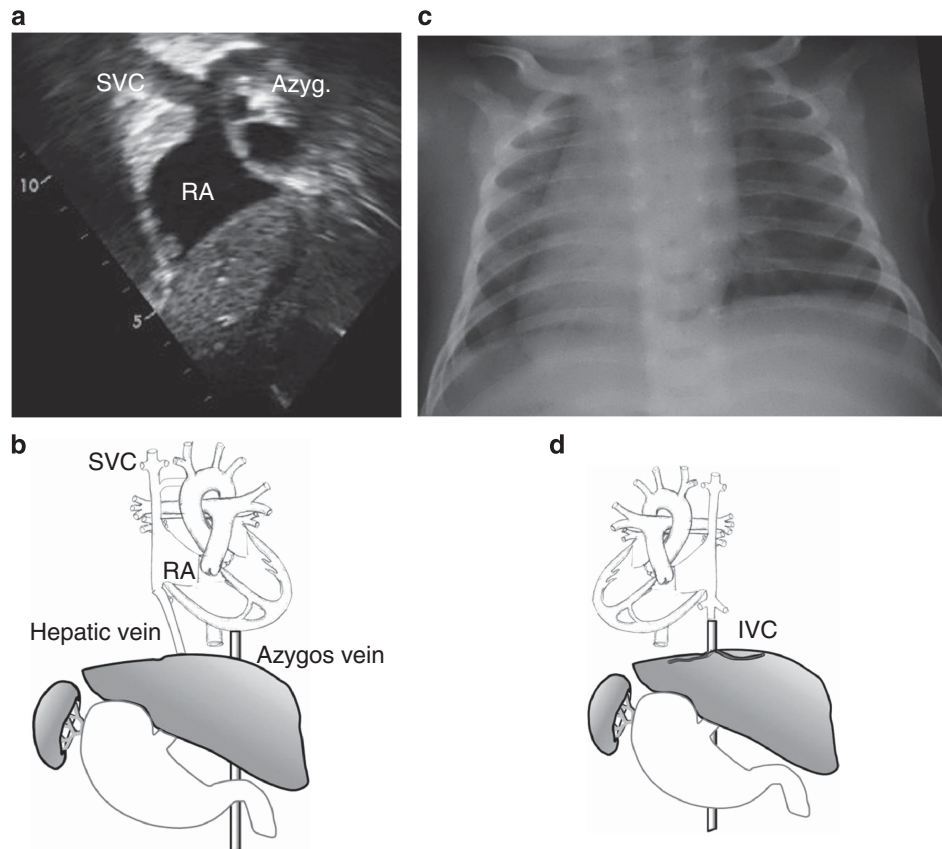 a
SVC
Azyg.
RA
10
5
c
b
SVC
RA
Hepatic vein
Azygos vein
d
IVC